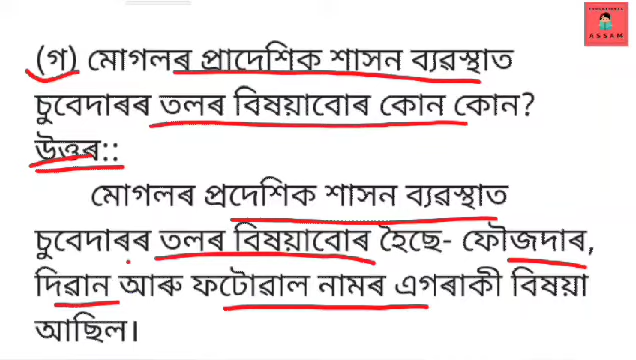 (গ) মোগলৰ প্ৰাদেশিক শাসন ব্যৱস্থাত
চুবেদাৰৰ তলৰ বিষয়াবোৰ কোন কোন?
উত্তৰ::
মোগলৰ প্ৰদেশিক শাসন ব্যৱস্থাত
চুবেদাৰৰ তলৰ বিষয়াবোৰ হৈছে- ফৌজদাৰ,
দিৱান আৰু ফটোৱাল নামৰ এগৰাকী বিষয়া
আছিল।
ASSAM